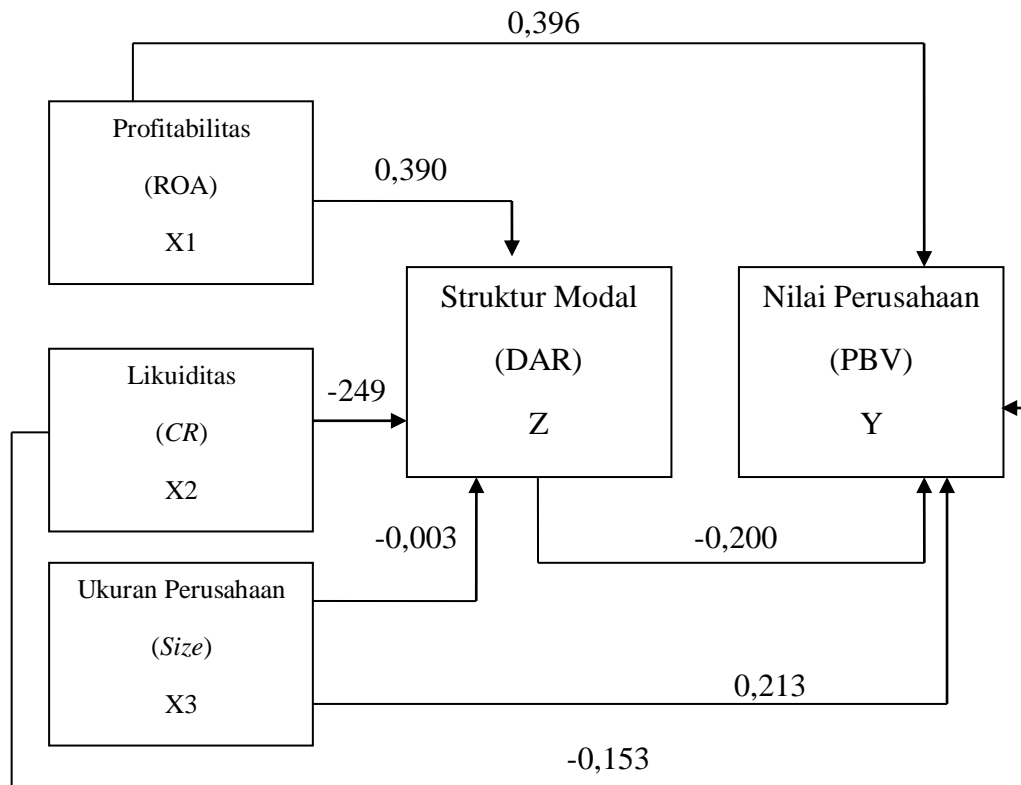 0,396
Profitabilitas
(ROA)
X1
0,390
Struktur Modal
(DAR)
Z
Nilai Perusahaan
(PBV)
Y
Likuiditas
(CR)
X2
-249
-0,003
-0,200
Ukuran Perusahaan
(Size)
X3
0,213
-0,153